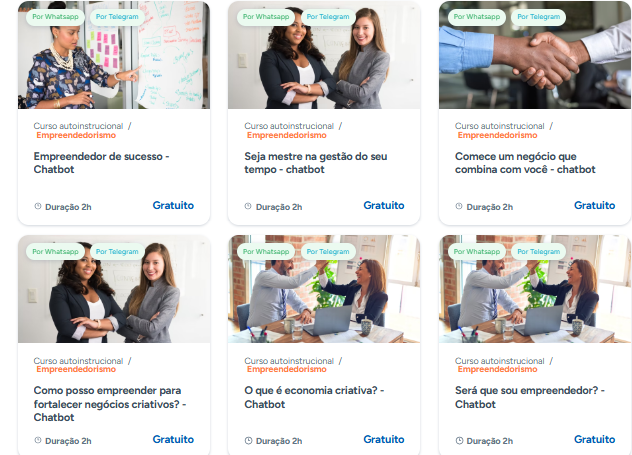 Por Whatsapp
Por Telegram
Curso autoinstrucional /
Empreendedorismo
Empreendedor de sucesso -
Chatbot
Duração 2h
Gratuito
Por Whatsapp
Por Telegram
Curso autoinstrucional /
Empreendedorismo
Seja mestre na gestão do seu
tempo - chatbot
Duração 2h
Gratuito
Por Whatsapp
Por Telegram
Curso autoinstrucional /
Empreendedorismo
Comece um negócio que
combina com você - chatbot
Duração 2h
Gratuito
Por Whatsapp
Por Telegram
Curso autoinstrucional /
Empreendedorismo
Como posso empreender para
fortalecer negócios criativos? -
Chatbot
Duração 2h
Gratuito
Por Whatsapp
Por Telegram
Curso autoinstrucional /
Empreendedorismo
O que é economia criativa? -
Chatbot
Duração 2h
Gratuito
Por Whatsapp
Por Telegram
Curso autoinstrucional /
Empreendedorismo
Será que sou empreendedor? -
Chatbot
Duração 2h
Gratuito